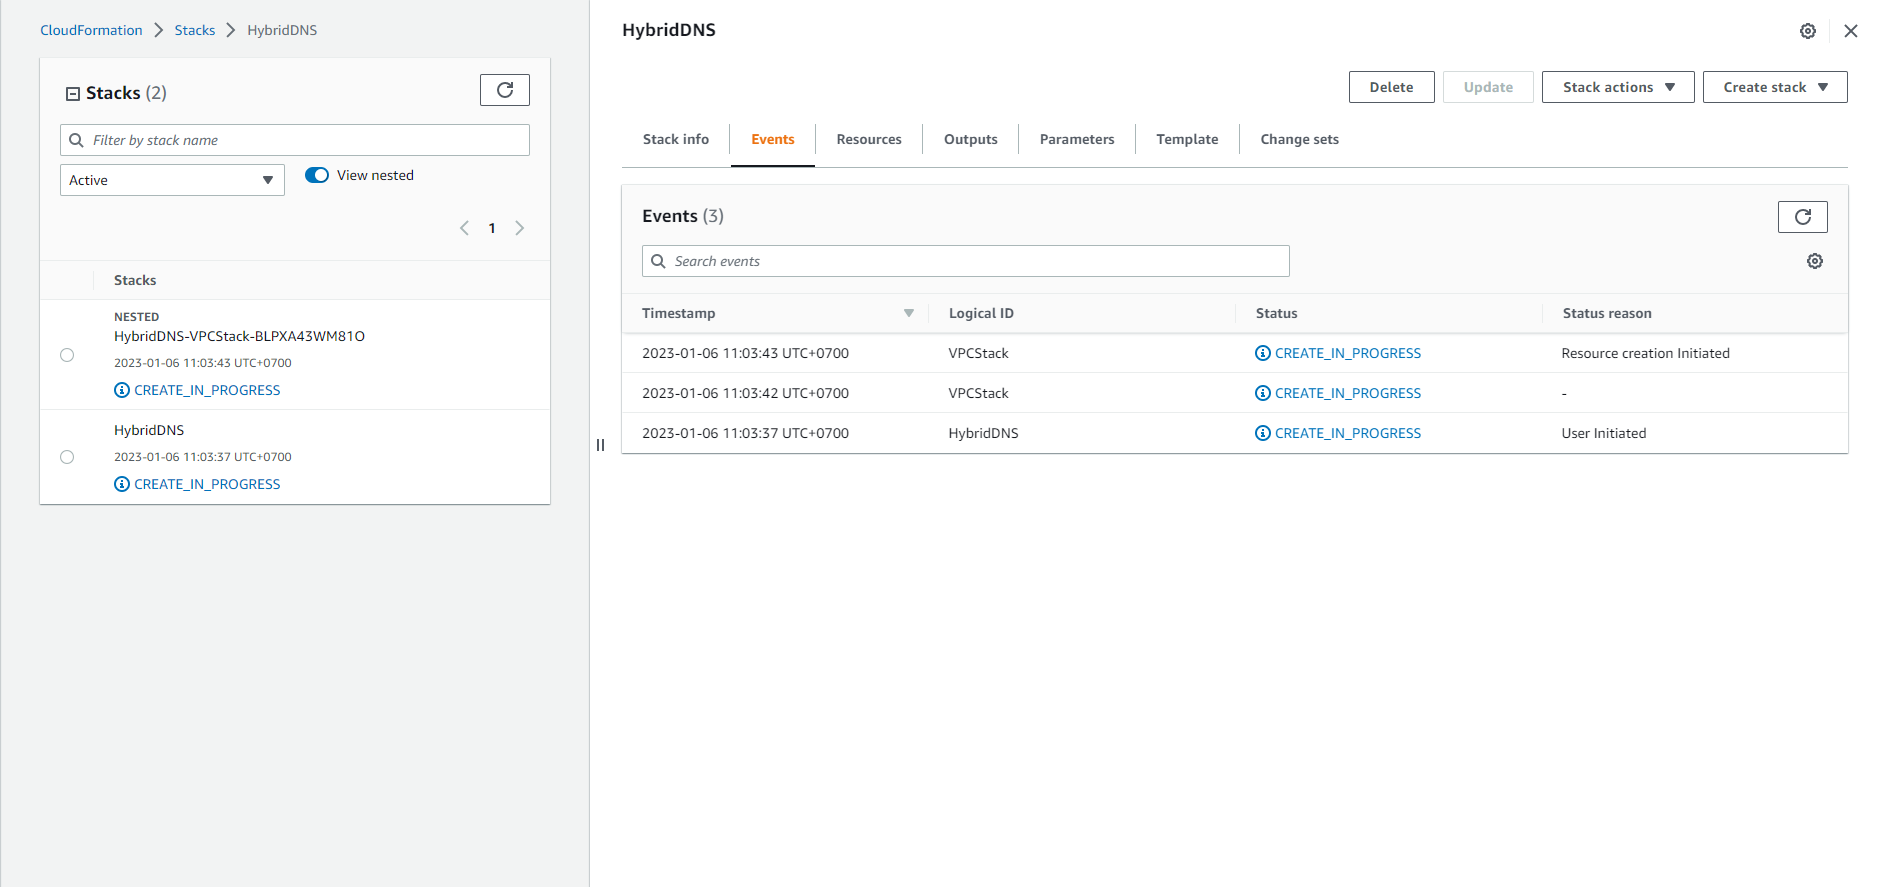 CloudFormation > Stacks > HybridDNS
Stacks (2)
Filter by stack name
Active
View nested
1
Stacks
NESTED
HybridDNS-VPCStack-BLPXA43WM81O
2023-01-06 11:03:43 UTC+0700
CREATE_IN_PROGRESS
HybridDNS
2023-01-06 11:03:37 UTC+0700
CREATE_IN_PROGRESS
HybridDNS
Delete Update Stack actions Create stack
Stack info Events Resources Outputs Parameters Template Change sets
Events (3)
Search events
Timestamp Logical ID Status Status reason
2023-01-06 11:03:43 UTC+0700 VPCStack CREATE_IN_PROGRESS Resource creation Initiated
2023-01-06 11:03:42 UTC+0700 VPCStack CREATE_IN_PROGRESS -
2023-01-06 11:03:37 UTC+0700 HybridDNS CREATE_IN_PROGRESS User Initiated